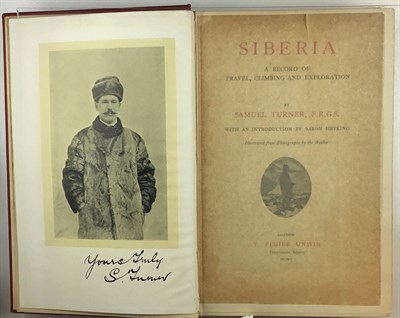 Yours Truly
S. Turner
SIBERIA
A RECORD OF
TRAVEL, CLIMBING AND EXPLORATION
BY
SAMUEL TURNER, F.R.G.S.
WITH AN INTRODUCTION BY BARON HEYKING
Illustrated from Photographs by the Author
LONDON
T. FISHER UNWIN